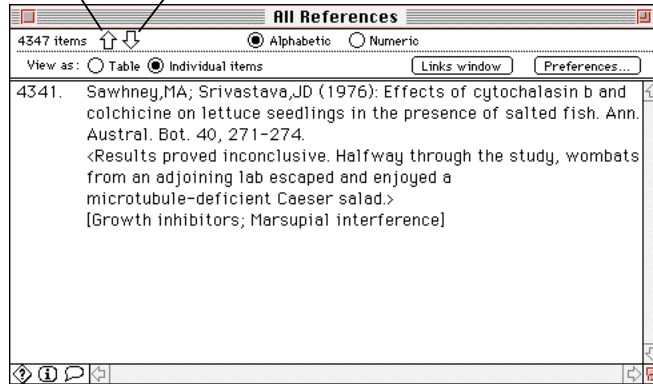 All References
4347 items Alphabetic Numeric
View as: Table Individual items Links window Preferences...
4341. Sawhney,MA; Srivastava,JD (1976): Effects of cytochalasin b and
colchicine on lettuce seedlings in the presence of salted fish. Ann.
Austral. Bot. 40, 271-274.
<Results proved inconclusive. Halfway through the study, wombats
from an adjoining lab escaped and enjoyed a
microtubule-deficient Caeser salad.>
[Growth inhibitors; Marsupial interference]